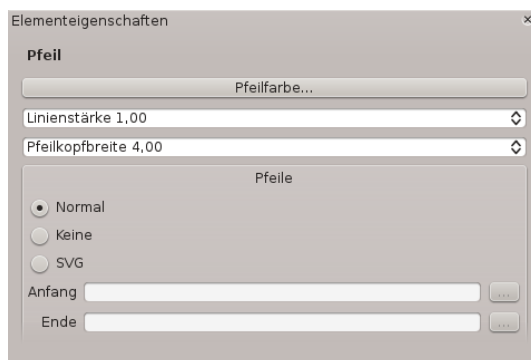 Elementeigenschaften
Pfeil
Pfeilfarbe...
Linienstärke 1,00
Pfeilkopfbreite 4,00
Pfeile
Normal
Keine
SVG
Anfang ...
Ende ...